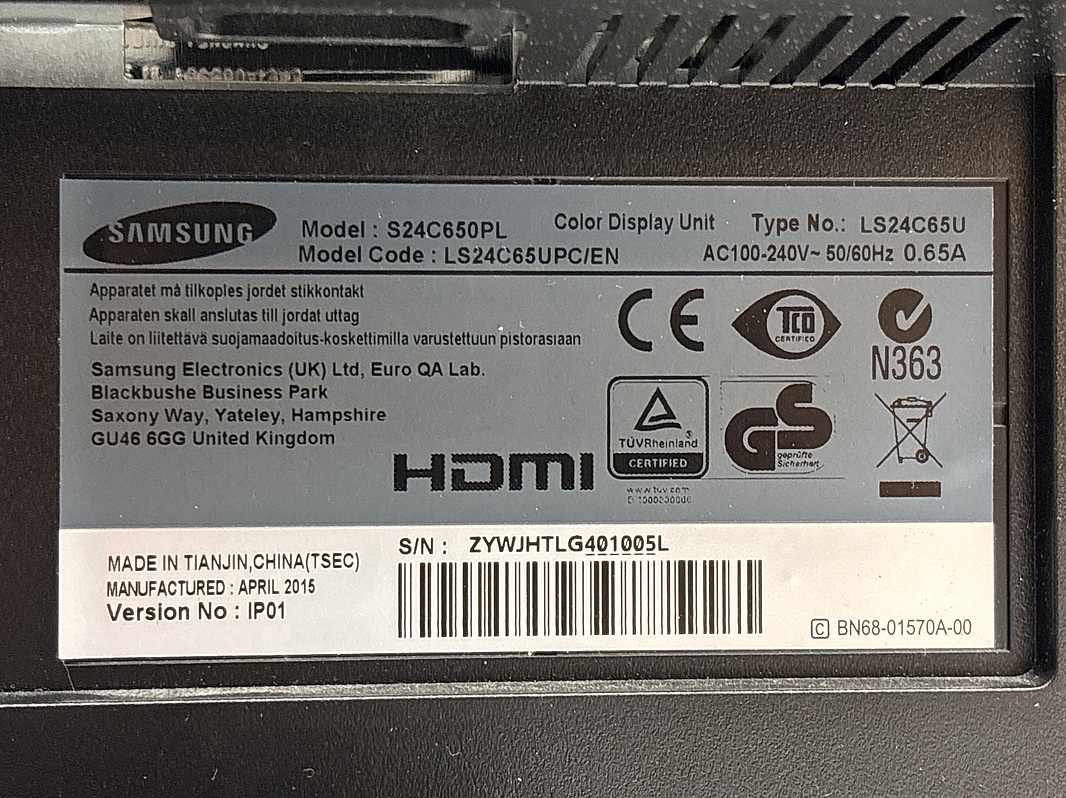 SAMSUNG
Model : S24C650PL
Color Display Unit
Type No.: LS24C65U
Model Code : LS24C65UPC/EN
AC100-240V~ 50/60Hz 0.65A
Apparatet må tilkoples jordet stikkontakt
Apparaten skall anslutas till jordat uttag
Laite on liitettävä suojamaadoitus-koskettimilla varustettuun pistorasiaan
Samsung Electronics (UK) Ltd, Euro QA Lab.
Blackbushe Business Park
Saxony Way, Yateley, Hampshire
GU46 6GG United Kingdom
HDMI
CE
TCO
CERTIFIED
N363
TÜVRheinland®
CERTIFIED
www.tuv.com
GS
geprüfte
Sicherheit
MADE IN TIANJIN,CHINA(TSEC)
MANUFACTURED : APRIL 2015
Version No : IP01
S/N : ZYWJHTLG401005L
C BN68-01570A-00